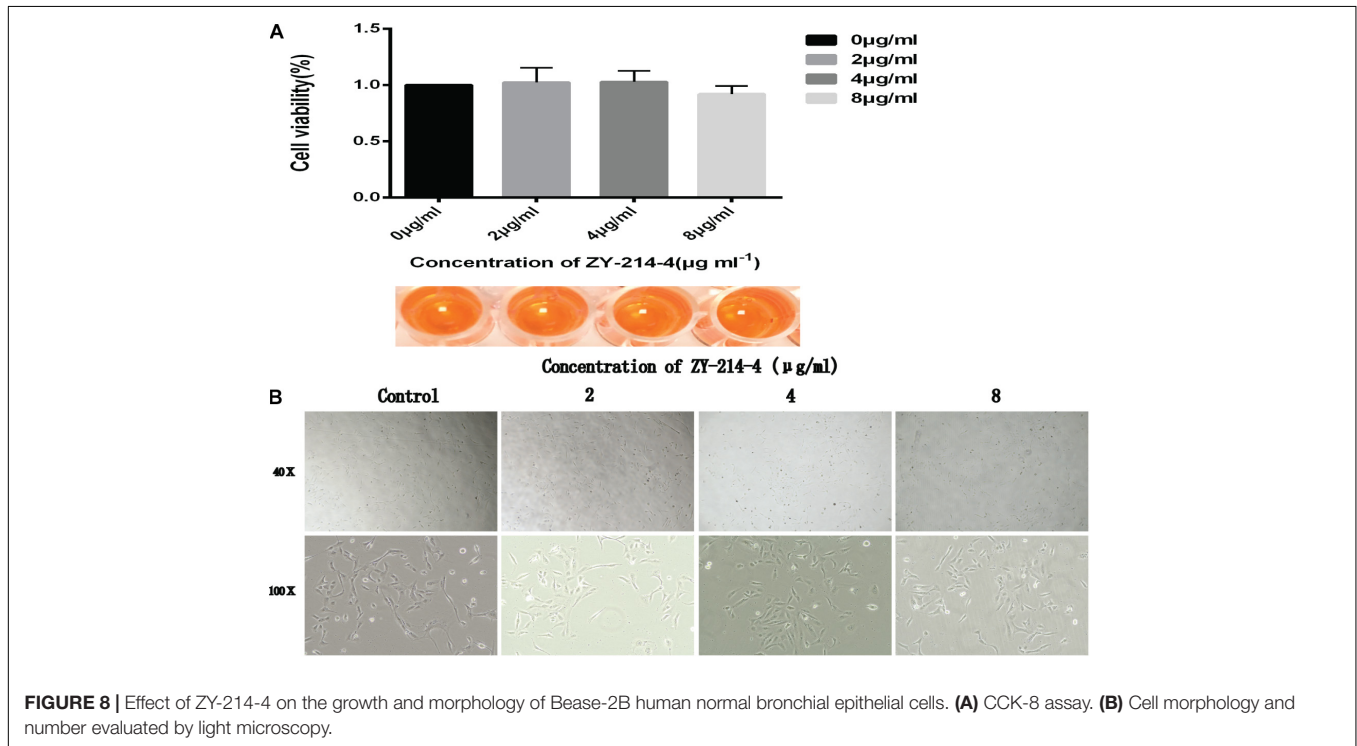 A
1.5
1.0
0.5
0.0
Cell viability(%)
0µg/ml
2µg/ml
4µg/ml
8µg/ml
0µg/ml
2µg/ml
4µg/ml
8µg/ml
Concentration of ZY-214-4(µg ml⁻¹)
Concentration of ZY-214-4 (μg/ml)
B
Control 2 4 8
40X
100X
FIGURE 8 | Effect of ZY-214-4 on the growth and morphology of Bease-2B human normal bronchial epithelial cells. (A) CCK-8 assay. (B) Cell morphology and
number evaluated by light microscopy.